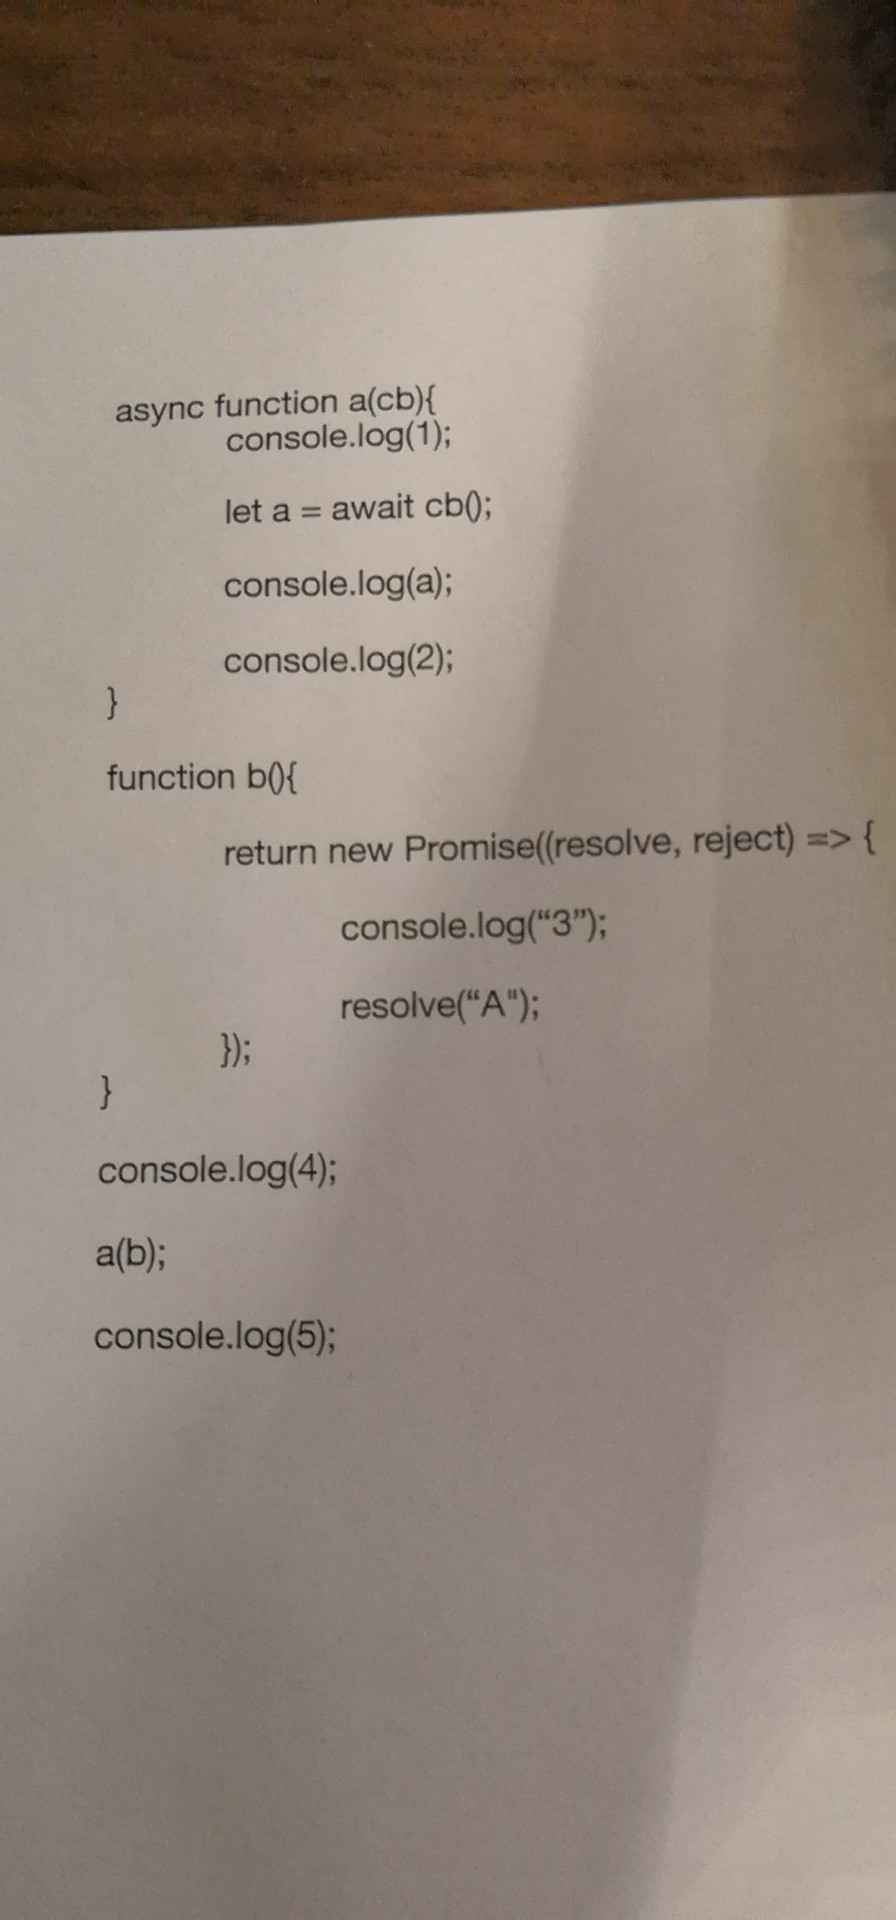 async function a(cb){
console.log(1);
let a = await cb();
console.log(a);
console.log(2);
}
function b(){
return new Promise((resolve, reject) => {
console.log(“3”);
resolve(“A");
});
}
console.log(4);
a(b);
console.log(5);